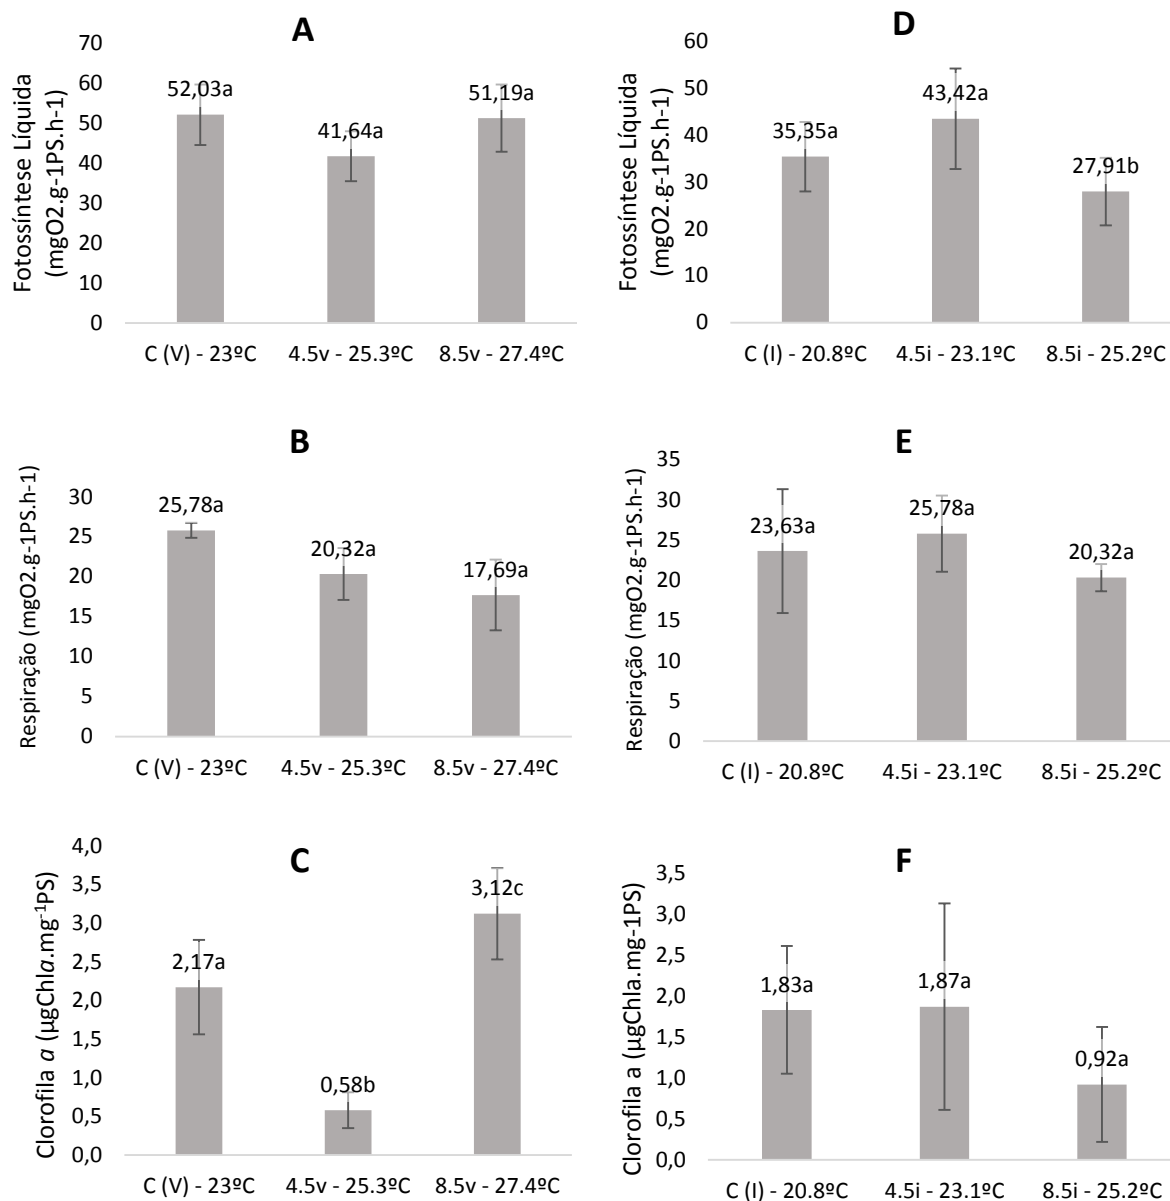 A
Fotossíntese Líquida
(mgO2.g-1PS.h-1)
70
60
50
40
30
20
10
0
52,03a
41,64a
51,19a
C (V) - 23ºC
4.5v - 25.3ºC
8.5v - 27.4ºC
D
Fotossíntese Líquida
(mgO2.g-1PS.h-1)
60
50
40
30
20
10
0
35,35a
43,42a
27,91b
C (I) - 20.8ºC
4.5i - 23.1ºC
8.5i - 25.2ºC
B
Respiração (mgO2.g-1PS.h-1)
30
25
20
15
10
5
0
25,78a
20,32a
17,69a
C (V) - 23ºC
4.5v - 25.3ºC
8.5v - 27.4ºC
E
Respiração (mgO2.g-1PS.h-1)
35
30
25
20
15
10
5
0
23,63a
25,78a
20,32a
C (I) - 20.8ºC
4.5i - 23.1ºC
8.5i - 25.2ºC
C
Clorofila a (µgChla.mg⁻¹PS)
4,0
3,5
3,0
2,5
2,0
1,5
1,0
0,5
0,0
2,17a
0,58b
3,12c
C (V) - 23ºC
4.5v - 25.3ºC
8.5v - 27.4ºC
F
Clorofila a (µgChla.mg-1PS)
3,5
3,0
2,5
2,0
1,5
1,0
0,5
0,0
1,83a
1,87a
0,92a
C (I) - 20.8ºC
4.5i - 23.1ºC
8.5i - 25.2ºC